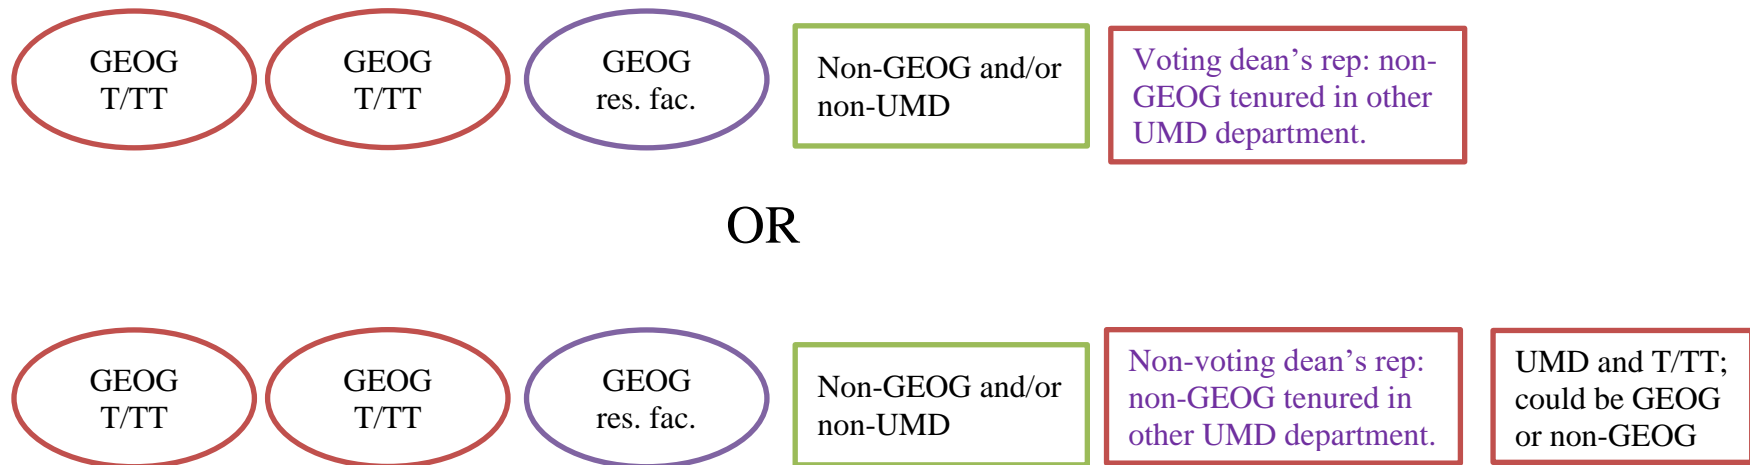 GEOG
T/TT
GEOG
T/TT
GEOG
res. fac.
Non-GEOG and/or
non-UMD
Voting dean’s rep: non-
GEOG tenured in other
UMD department.
OR
GEOG
T/TT
GEOG
T/TT
GEOG
res. fac.
Non-GEOG and/or
non-UMD
Non-voting dean’s rep:
non-GEOG tenured in
other UMD department.
UMD and T/TT;
could be GEOG
or non-GEOG